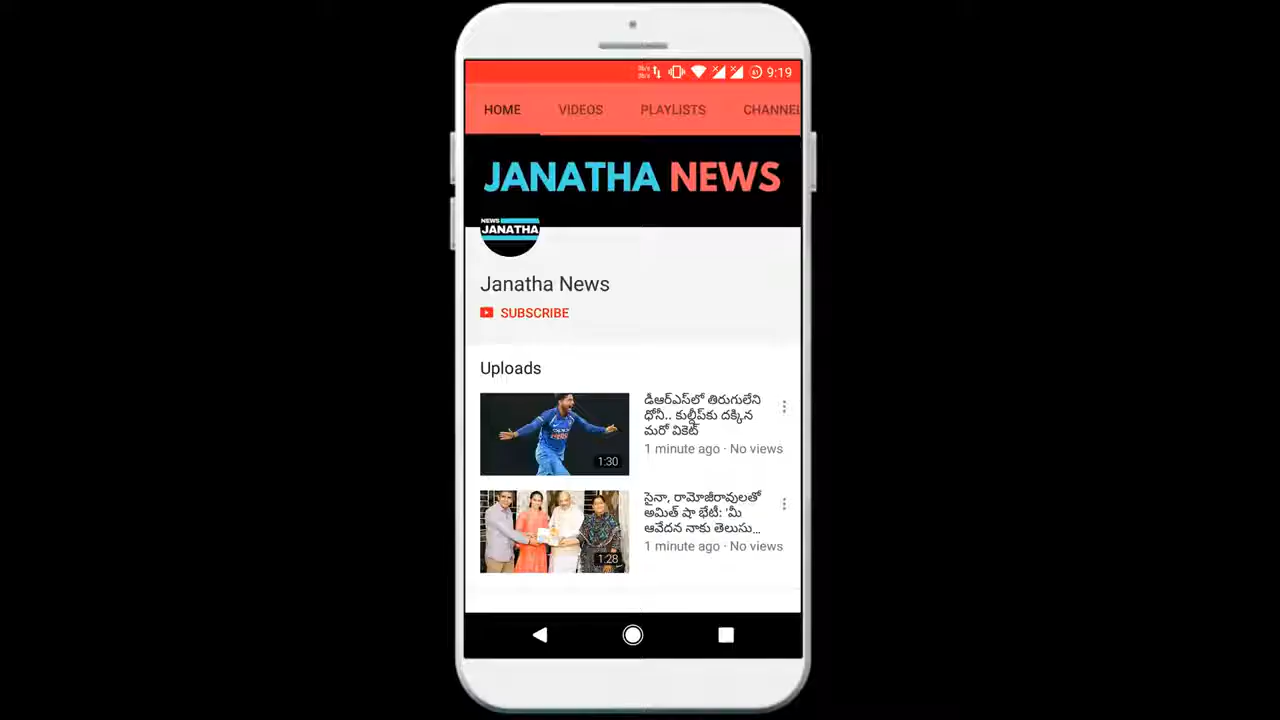 9:19
HOME VIDEOS PLAYLISTS CHANNEL
JANATHA NEWS
NEWS
JANATHA
Janatha News
SUBSCRIBE
Uploads
డీఆర్ఎస్‌లో తిరుగులేని
ధోనీ.. కుల్దీప్‌కు దక్కిన
మరో వికెట్
1 minute ago · No views
1:30
సైనా, రామోజీరావులతో
అమిత్ షా భేటీ: 'మీ
ఆవేదన నాకు తెలుసు...
1 minute ago · No views
1:28